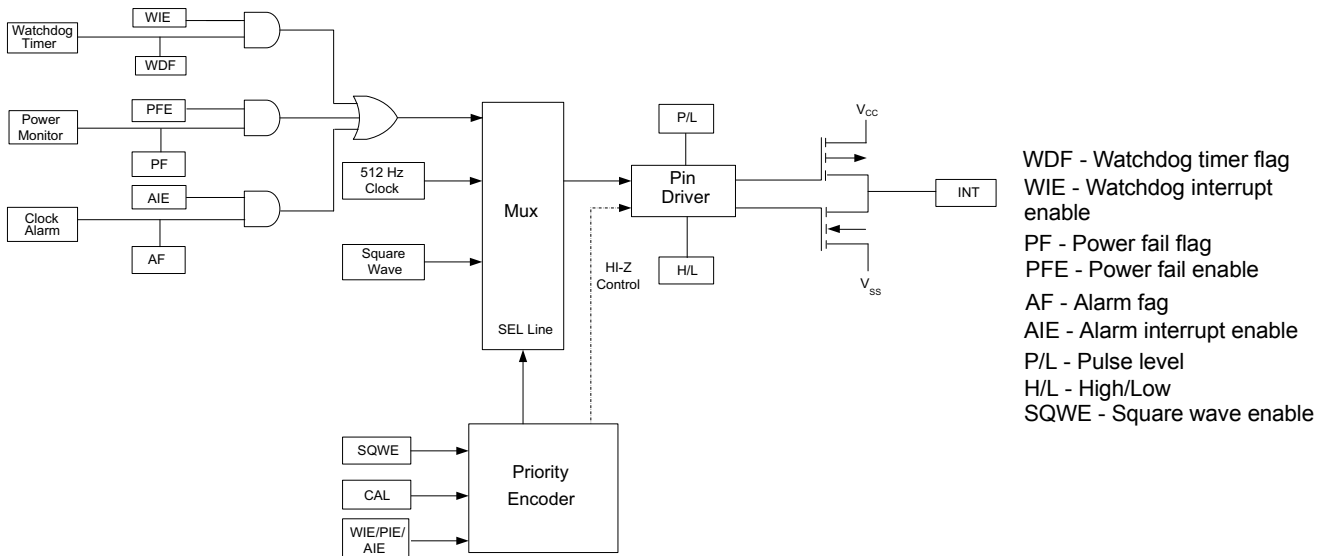 WIE
Watchdog
Timer
WDF
PFE
Power
Monitor
PF
AIE
Clock
Alarm
AF
512 Hz
Clock
Square
Wave
Mux
SEL Line
P/L
Pin
Driver
H/L
HI-Z
Control
VCC
INT
VSS
SQWE
CAL
WIE/PIE/
AIE
Priority
Encoder
WDF - Watchdog timer flag
WIE - Watchdog interrupt
enable
PF - Power fail flag
PFE - Power fail enable
AF - Alarm fag
AIE - Alarm interrupt enable
P/L - Pulse level
H/L - High/Low
SQWE - Square wave enable